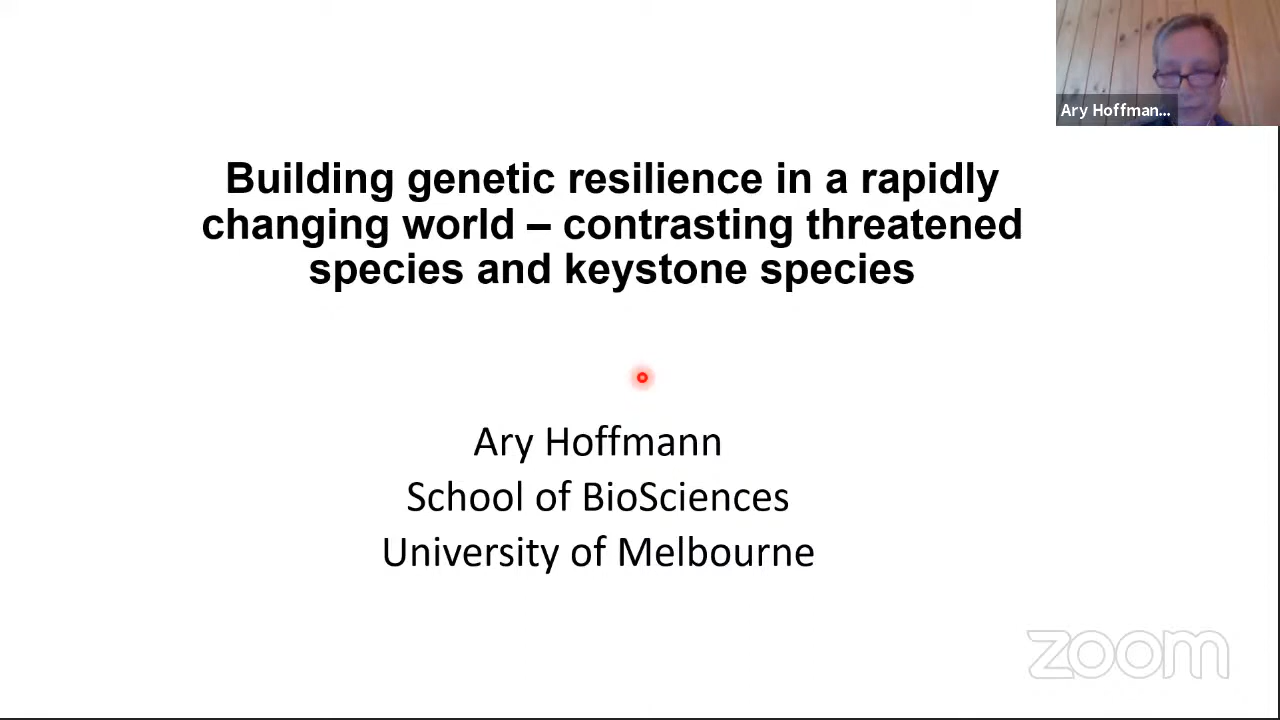 Ary Hoffman...
Building genetic resilience in a rapidly
changing world – contrasting threatened
species and keystone species
Ary Hoffmann
School of BioSciences
University of Melbourne
zoom